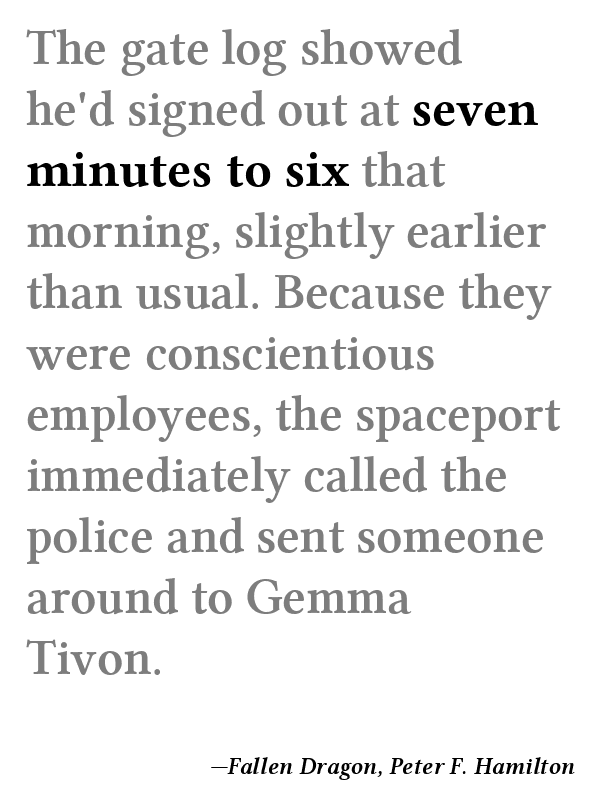 The gate log showed
he'd signed out at seven
minutes to six that
morning, slightly earlier
than usual. Because they
were conscientious
employees, the spaceport
immediately called the
police and sent someone
around to Gemma
Tivon.
—Fallen Dragon, Peter F. Hamilton